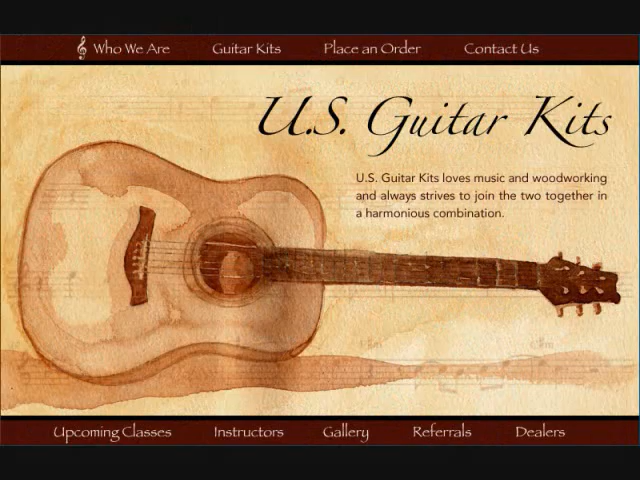 Who We Are Guitar Kits Place an Order Contact Us
U.S. Guitar Kits
U.S. Guitar Kits loves music and woodworking
and always strives to join the two together in
a harmonious combination.
Upcoming Classes Instructors Gallery Referrals Dealers